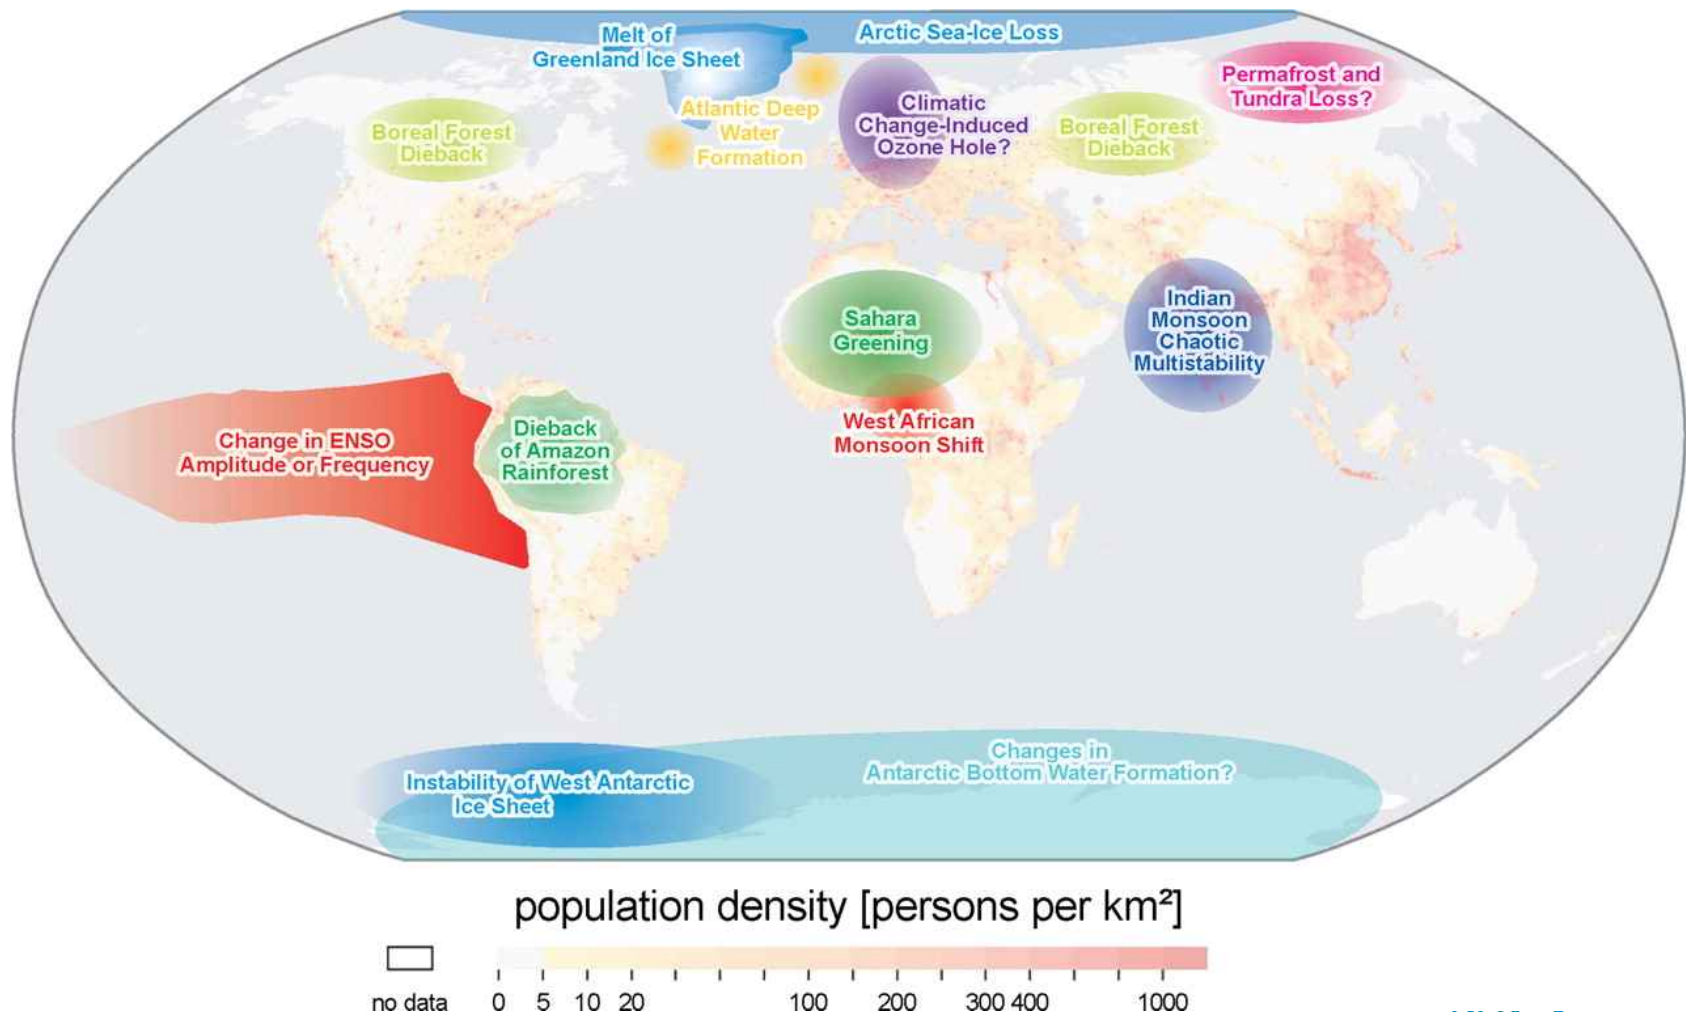 Melt of
Greenland Ice Sheet
Arctic Sea-Ice Loss
Permafrost and
Tundra Loss?
Atlantic Deep
Water
Formation
Climatic
Change-Induced
Ozone Hole?
Boreal Forest
Dieback
Boreal Forest
Dieback
Sahara
Greening
Indian
Monsoon
Chaotic
Multistability
West African
Monsoon Shift
Change in ENSO
Amplitude or Frequency
Dieback
of Amazon
Rainforest
Changes in
Antarctic Bottom Water Formation?
Instability of West Antarctic
Ice Sheet
population density [persons per km²]
no data 0 5 10 20 100 200 300 400 1000